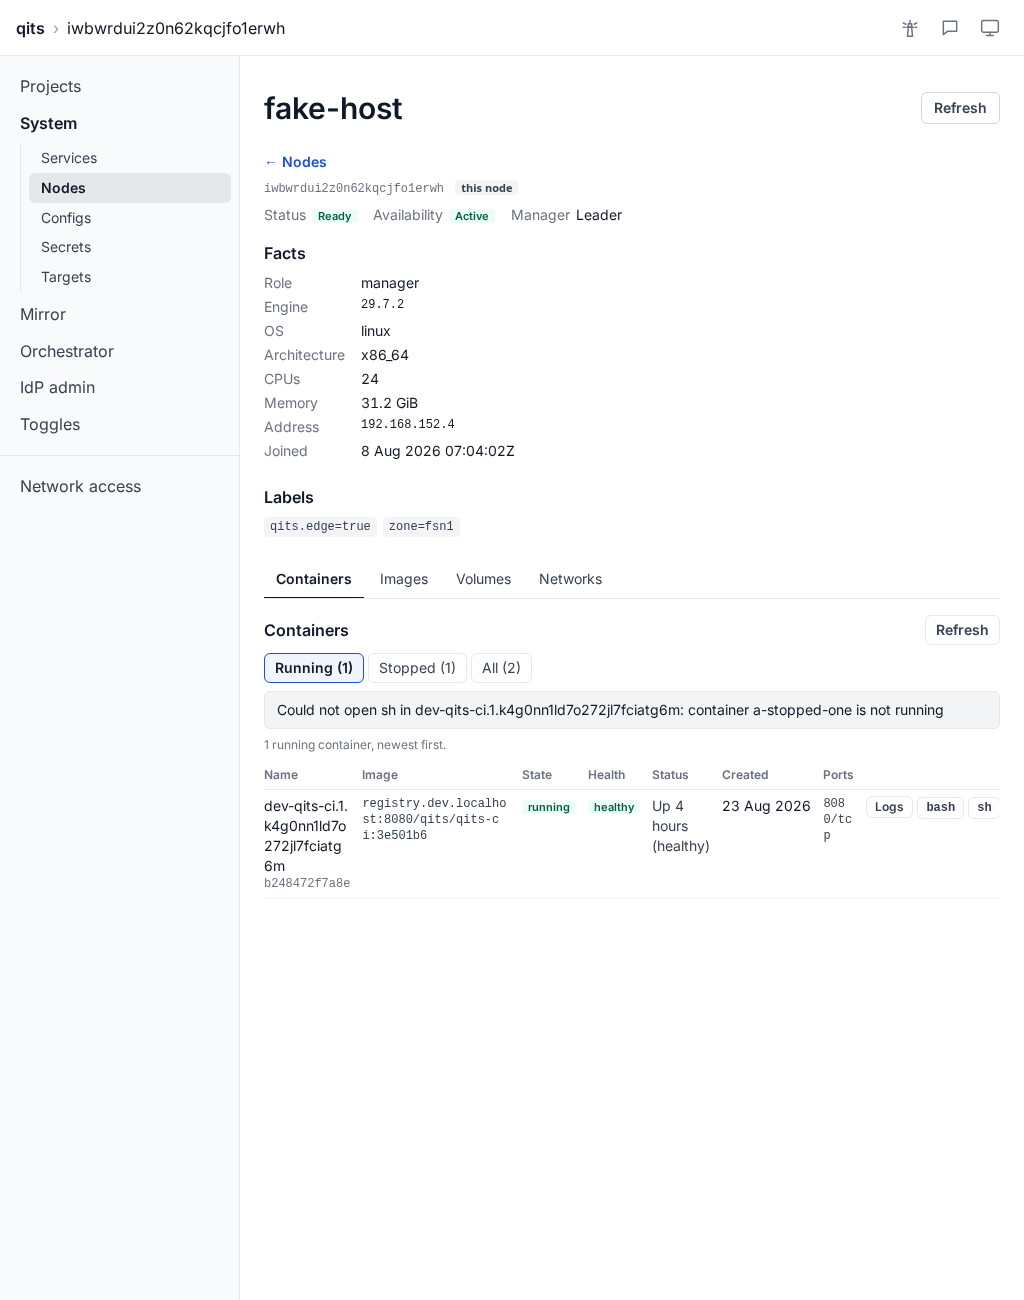 qits › iwbwrdui2z0n62kqcjfo1erwh
Projects
System
Services
Nodes
Configs
Secrets
Targets
Mirror
Orchestrator
IdP admin
Toggles
Network access
fake-host
Refresh
← Nodes
iwbwrdui2z0n62kqcjfo1erwh this node
Status Ready Availability Active Manager Leader
Facts
Role manager
Engine 29.7.2
OS linux
Architecture x86_64
CPUs 24
Memory 31.2 GiB
Address 192.168.152.4
Joined 8 Aug 2026 07:04:02Z
Labels
qits.edge=true zone=fsn1
Containers Images Volumes Networks
Containers
Refresh
Running (1) Stopped (1) All (2)
Could not open sh in dev-qits-ci.1.k4g0nn1ld7o272jl7fciatg6m: container a-stopped-one is not running
1 running container, newest first.
Name Image State Health Status Created Ports
dev-qits-ci.1.
k4g0nn1ld7o
272jl7fciatg
6m
b248472f7a8e
registry.dev.localho
st:8080/qits/qits-c
i:3e501b6
running
healthy
Up 4
hours
(healthy)
23 Aug 2026
808
0/tc
p
Logs bash sh